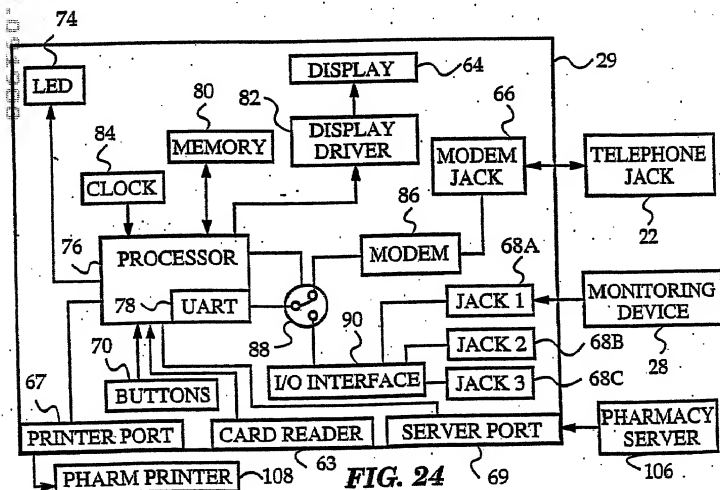 74
LED
DISPLAY
64
29
80
82
66
84
MEMORY
DISPLAY
DRIVER
MODEM
JACK
TELEPHONE
JACK
CLOCK
86
22
76
PROCESSOR
MODEM
68A
78
UART
JACK 1
MONITORING
DEVICE
88
90
JACK 2
68B
28
70
I/O INTERFACE
JACK 3
68C
BUTTONS
67
PRINTER PORT
CARD READER
SERVER PORT
PHARMACY
SERVER
63
69
106
PHARM PRINTER
108
FIG. 24